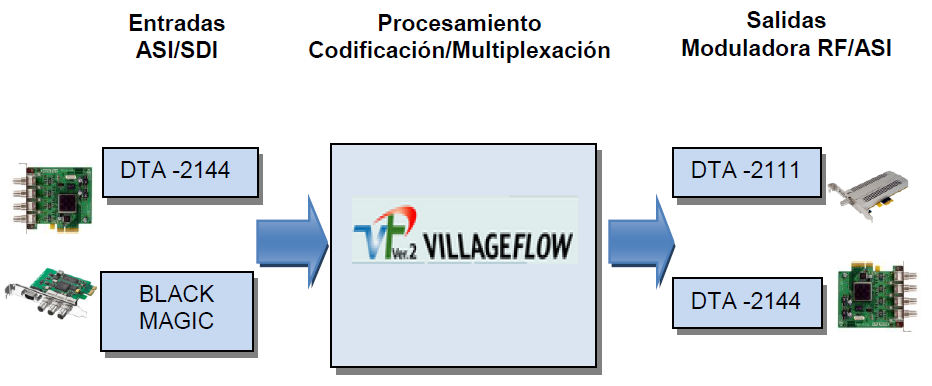 Entradas
ASI/SDI
Procesamiento
Codificación/Multiplexación
Salidas
Moduladora RF/ASI
DTA -2144
BLACK
MAGIC
VF Ver.2 VILLAGEFLOW
DTA -2111
DTA -2144